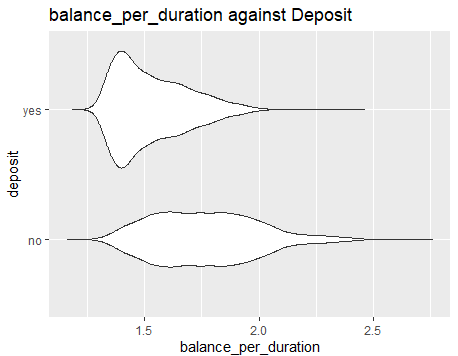 balance_per_duration against Deposit
yes
deposit
no
1.5
2.0
2.5
balance_per_duration